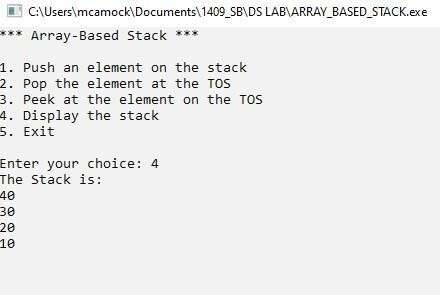 C:\Users\mcamock\Documents\1409_SB\DS LAB\ARRAY_BASED_STACK.exe
*** Array-Based Stack ***
1. Push an element on the stack
2. Pop the element at the TOS
3. Peek at the element on the TOS
4. Display the stack
5. Exit
Enter your choice: 4
The Stack is:
40
30
20
10